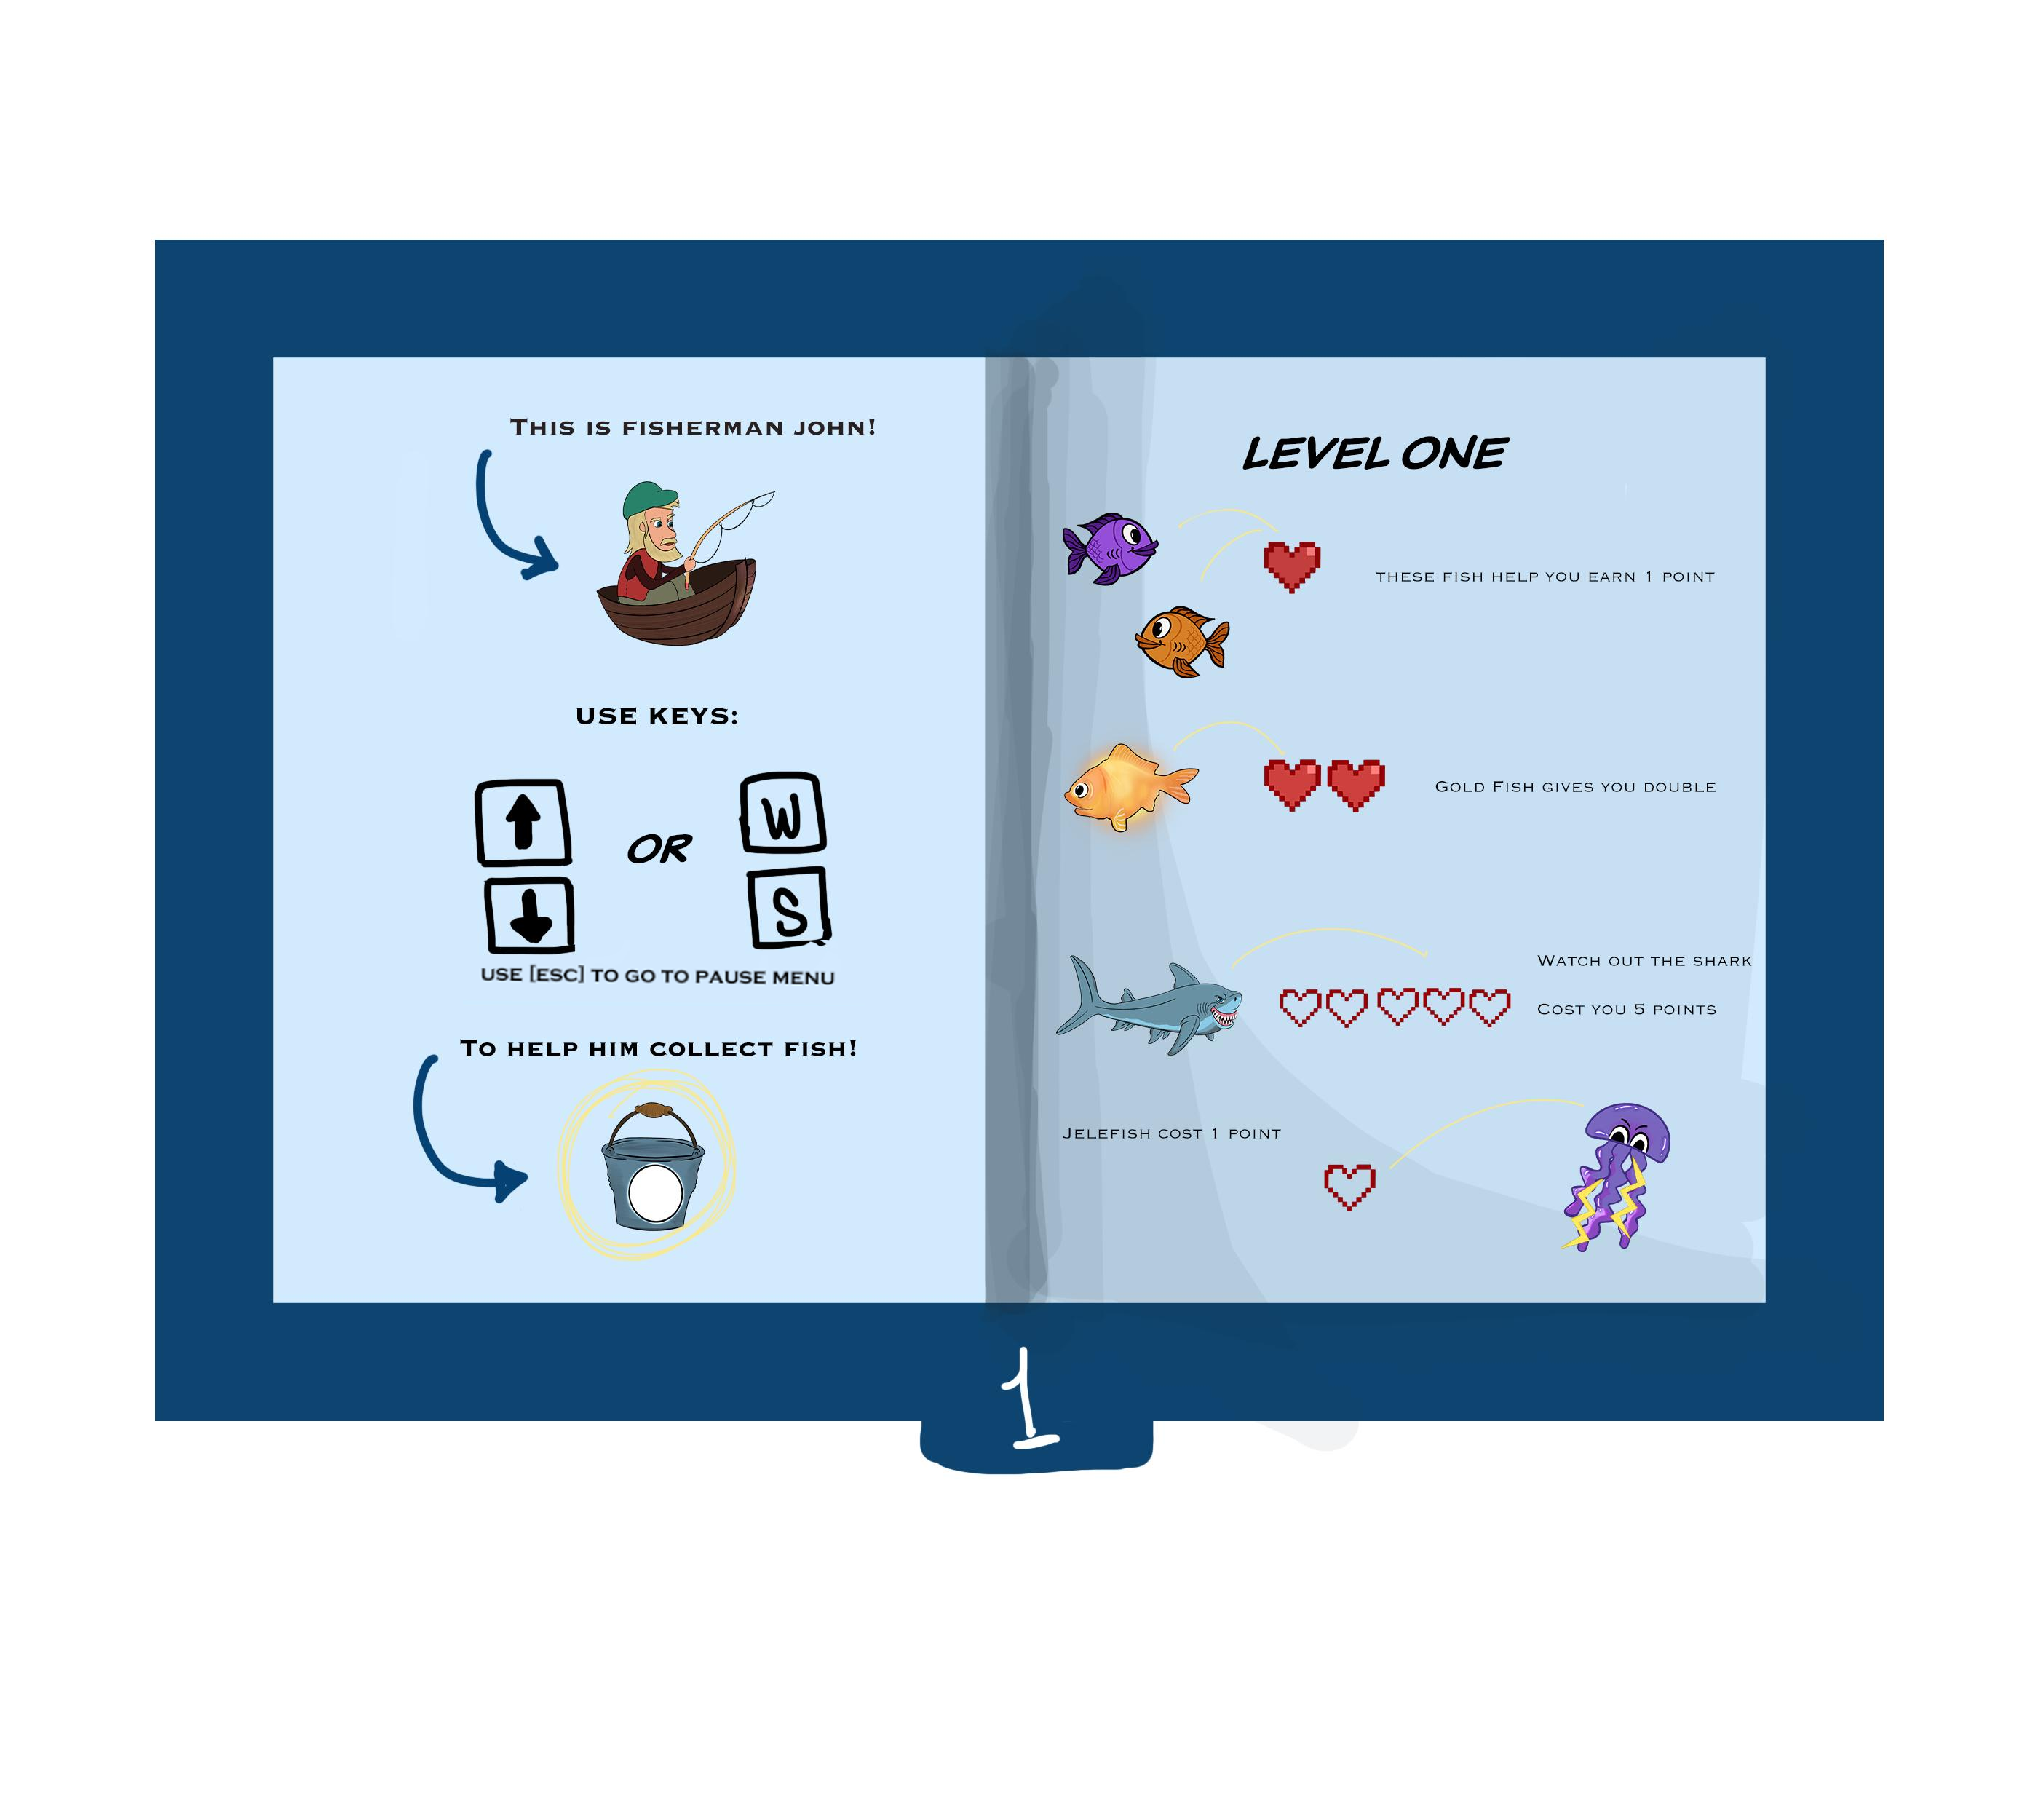 THIS IS FISHERMAN JOHN!
USE KEYS:
OR
W
S
USE [ESC] TO GO TO PAUSE MENU
TO HELP HIM COLLECT FISH!
LEVEL ONE
THESE FISH HELP YOU EARN 1 POINT
GOLD FISH GIVES YOU DOUBLE
WATCH OUT THE SHARK
COST YOU 5 POINTS
JELEFISH COST 1 POINT
1